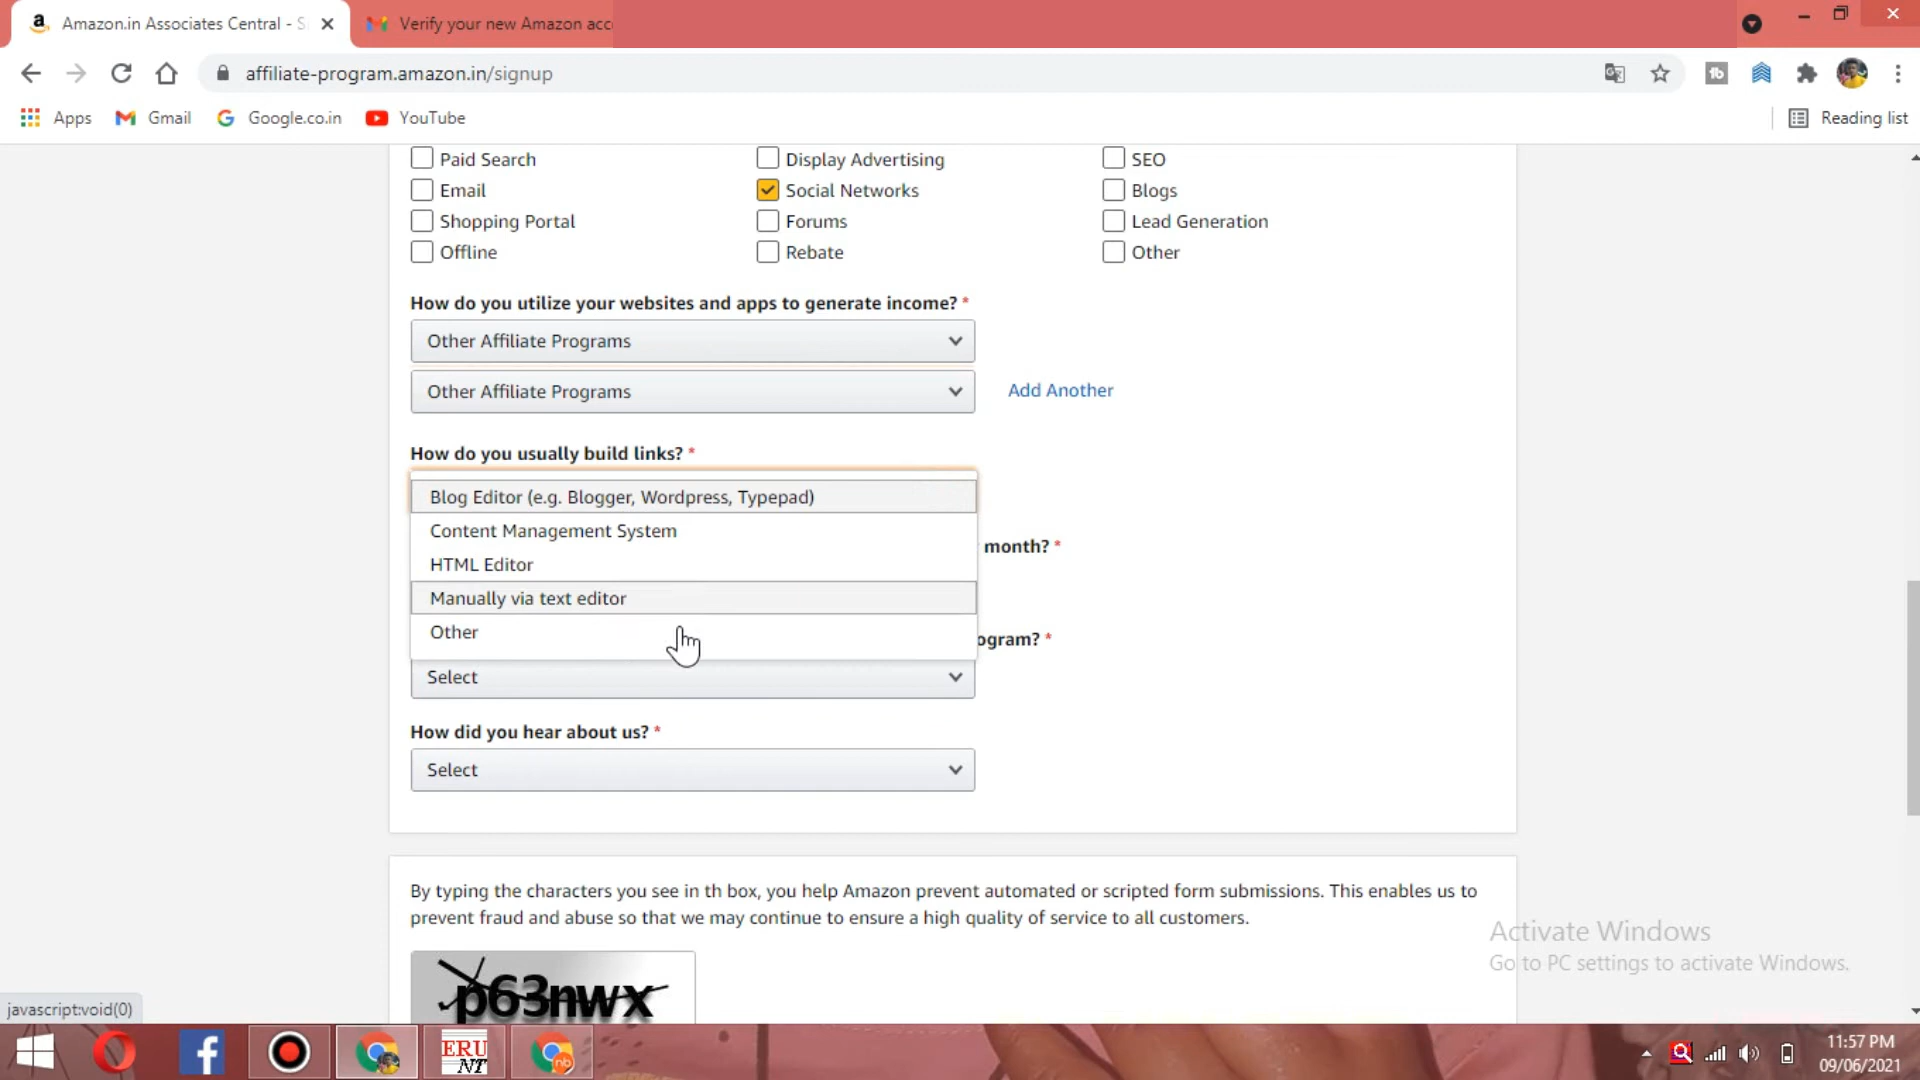 Amazon.in Associates Central - S
Verify your new Amazon acc
affiliate-program.amazon.in/signup
Apps
Gmail
Google.co.in
YouTube
Reading list
Paid Search
Display Advertising
SEO
Email
Social Networks
Blogs
Shopping Portal
Forums
Lead Generation
Offline
Rebate
Other
How do you utilize your websites and apps to generate income? *
Other Affiliate Programs
Other Affiliate Programs
Add Another
How do you usually build links? *
Blog Editor (e.g. Blogger, Wordpress, Typepad)
Content Management System
month? *
HTML Editor
Manually via text editor
Other
ogram? *
Select
How did you hear about us? *
Select
By typing the characters you see in th box, you help Amazon prevent automated or scripted form submissions. This enables us to
prevent fraud and abuse so that we may continue to ensure a high quality of service to all customers.
Activate Windows
Go to PC settings to activate Windows.
p63nwx
javascript:void(0)
ERU
NT
nb
11:57 PM
09/06/2021